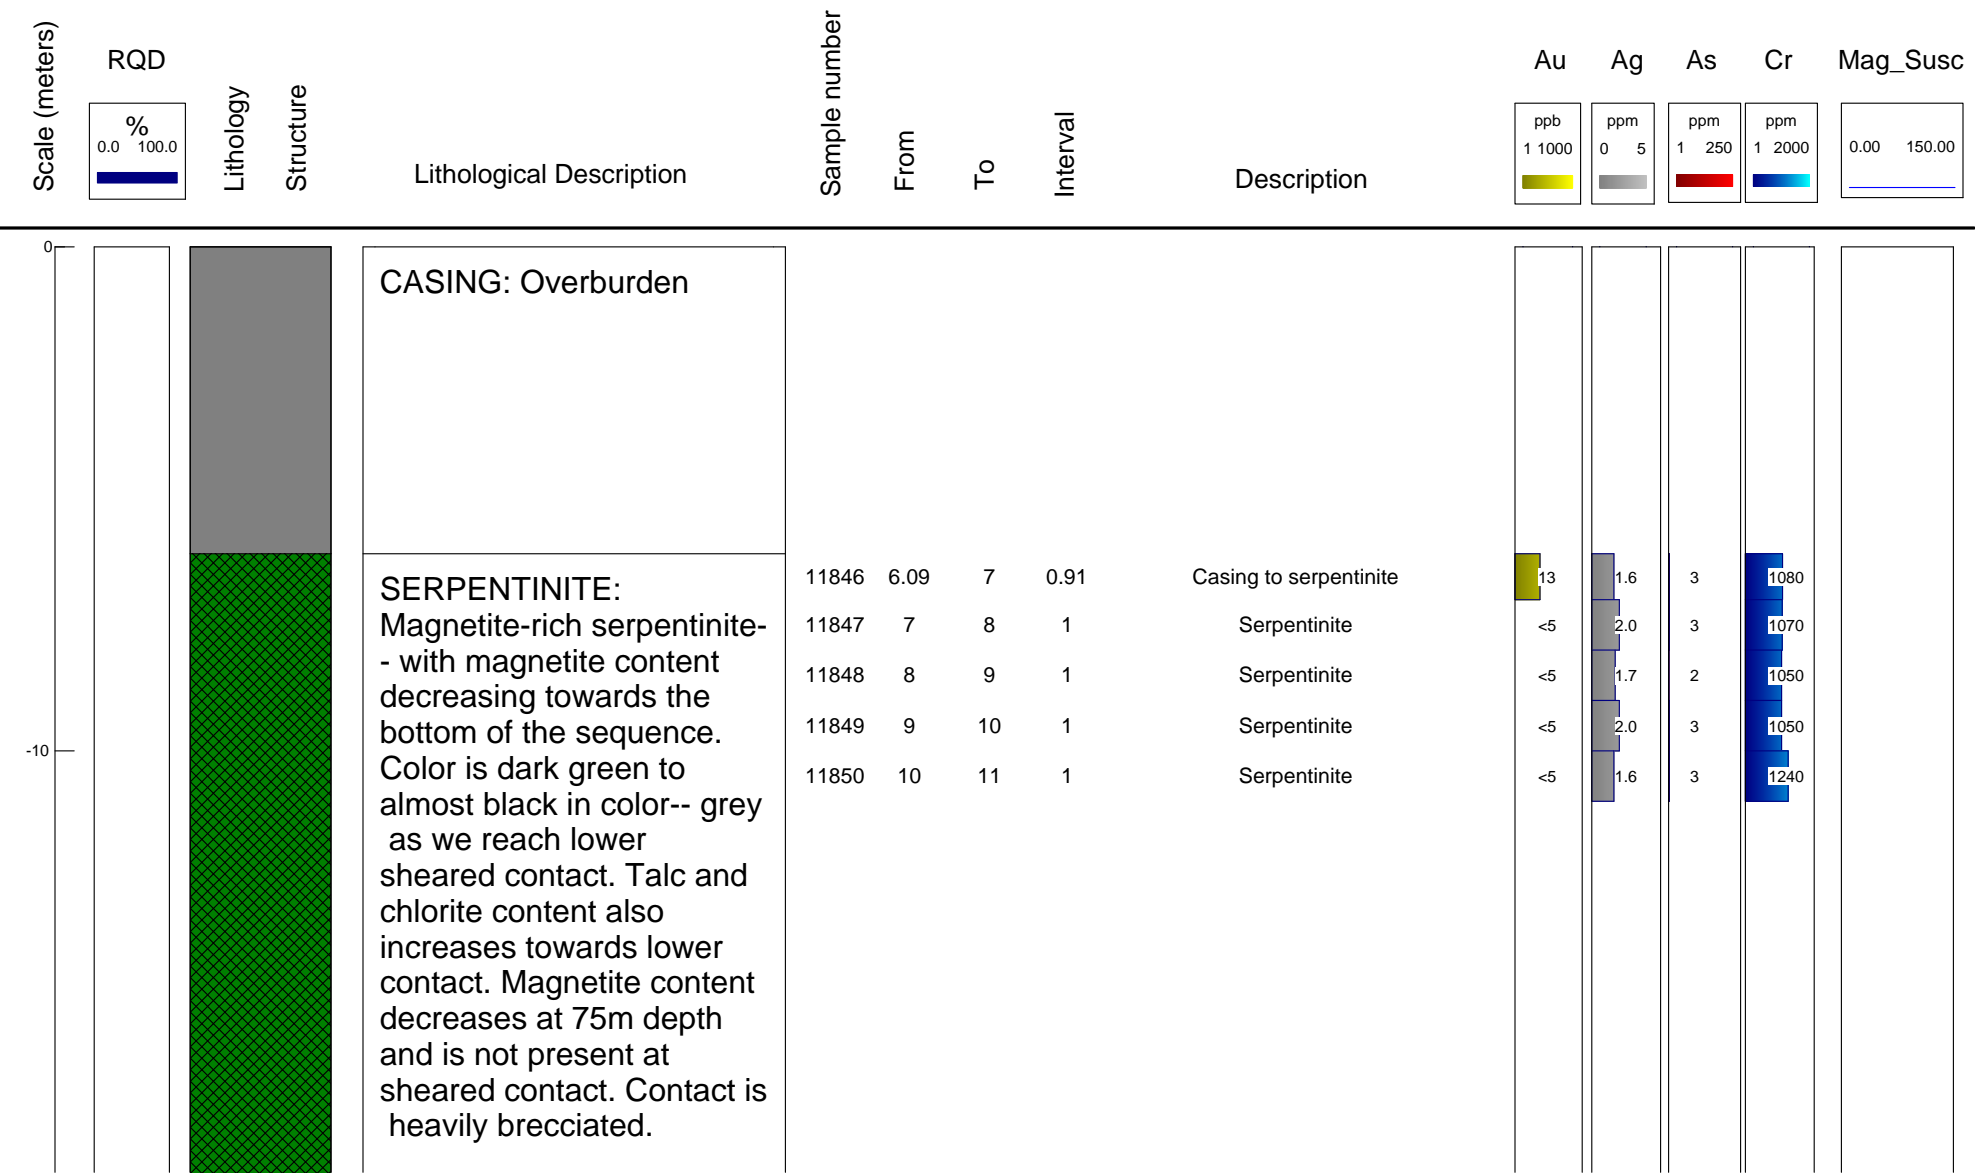 Scale (meters)
RQD
%
0.0 100.0
Lithology
Structure
Lithological Description
Sample number
From
To
Interval
Description
Au
ppb
1 1000
Ag
ppm
0 5
As
ppm
1 250
Cr
ppm
1 2000
Mag_Susc
0.00 150.00
0
CASING: Overburden
SERPENTINITE:
Magnetite-rich serpentinite-
- with magnetite content
decreasing towards the
bottom of the sequence.
Color is dark green to
almost black in color-- grey
as we reach lower
sheared contact. Talc and
chlorite content also
increases towards lower
contact. Magnetite content
decreases at 75m depth
and is not present at
sheared contact. Contact is
heavily brecciated.
11846 6.09 7 0.91 Casing to serpentinite 13 1.6 3 1080
11847 7 8 1 Serpentinite <5 2.0 3 1070
11848 8 9 1 Serpentinite <5 1.7 2 1050
11849 9 10 1 Serpentinite <5 2.0 3 1050
-10
11850 10 11 1 Serpentinite <5 1.6 3 1240